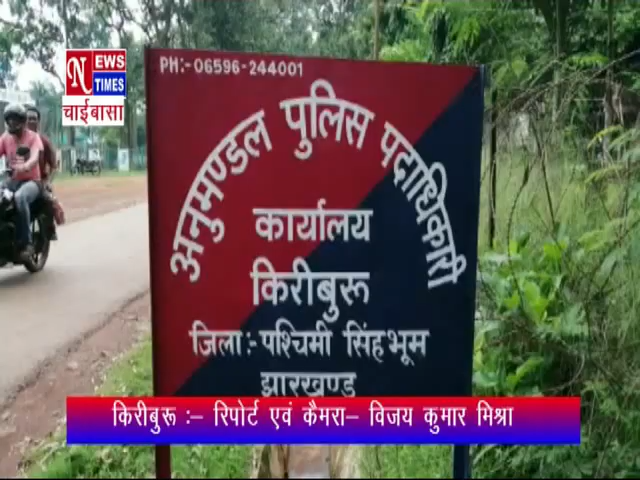 PH:-06596-244001
N NEWS
TIMES
चाईबासा
अनुमण्डल पुलिस पदाधिकारी
कार्यालय
किरीबुरू
जिला:-पश्चिमी सिंहभूम
झारखण्ड
किरीबुरू :– रिपोर्ट एवं कैमरा– विजय कुमार मिश्रा